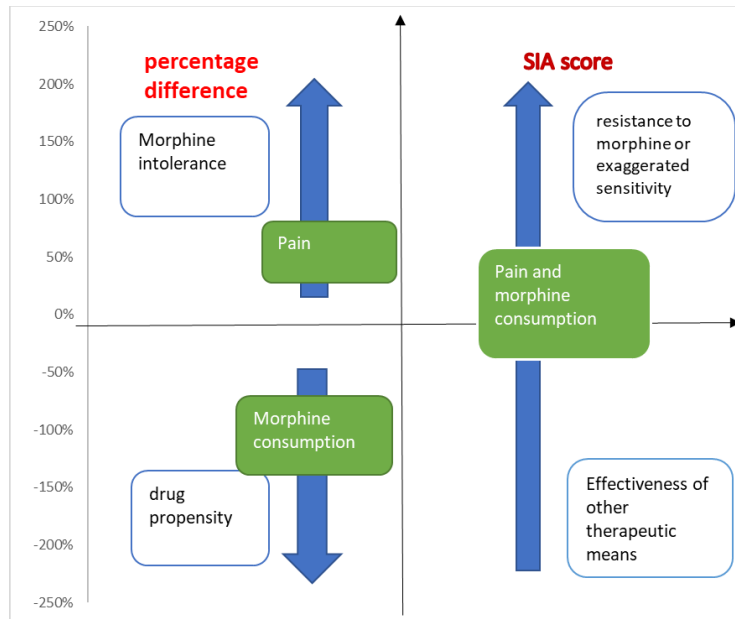 250%
200%
150%
100%
50%
0%
-50%
-100%
-150%
-200%
-250%
percentage
difference
Morphine
intolerance
Pain
Morphine
consumption
drug
propensity
SIA score
resistance to
morphine or
exaggerated
sensitivity
Pain and
morphine
consumption
Effectiveness of
other
therapeutic
means